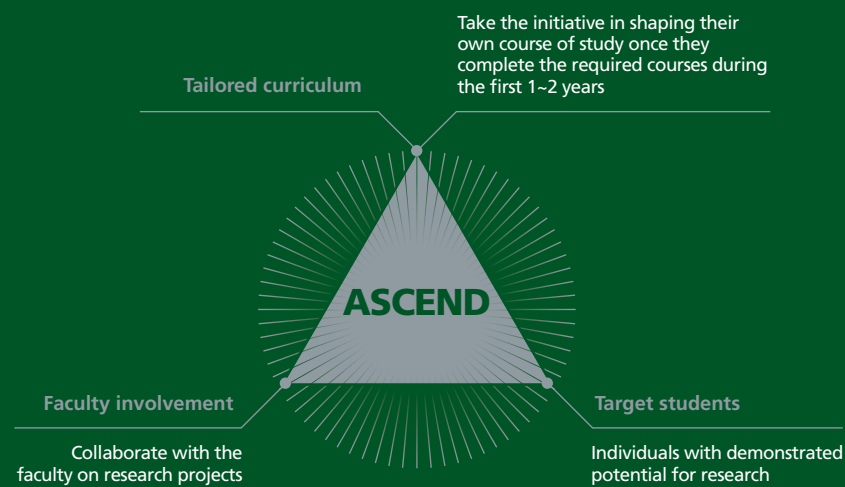 Tailored curriculum
Take the initiative in shaping their
own course of study once they
complete the required courses during
the first 1~2 years
ASCEND
Faculty involvement
Collaborate with the
faculty on research projects
Target students
Individuals with demonstrated
potential for research